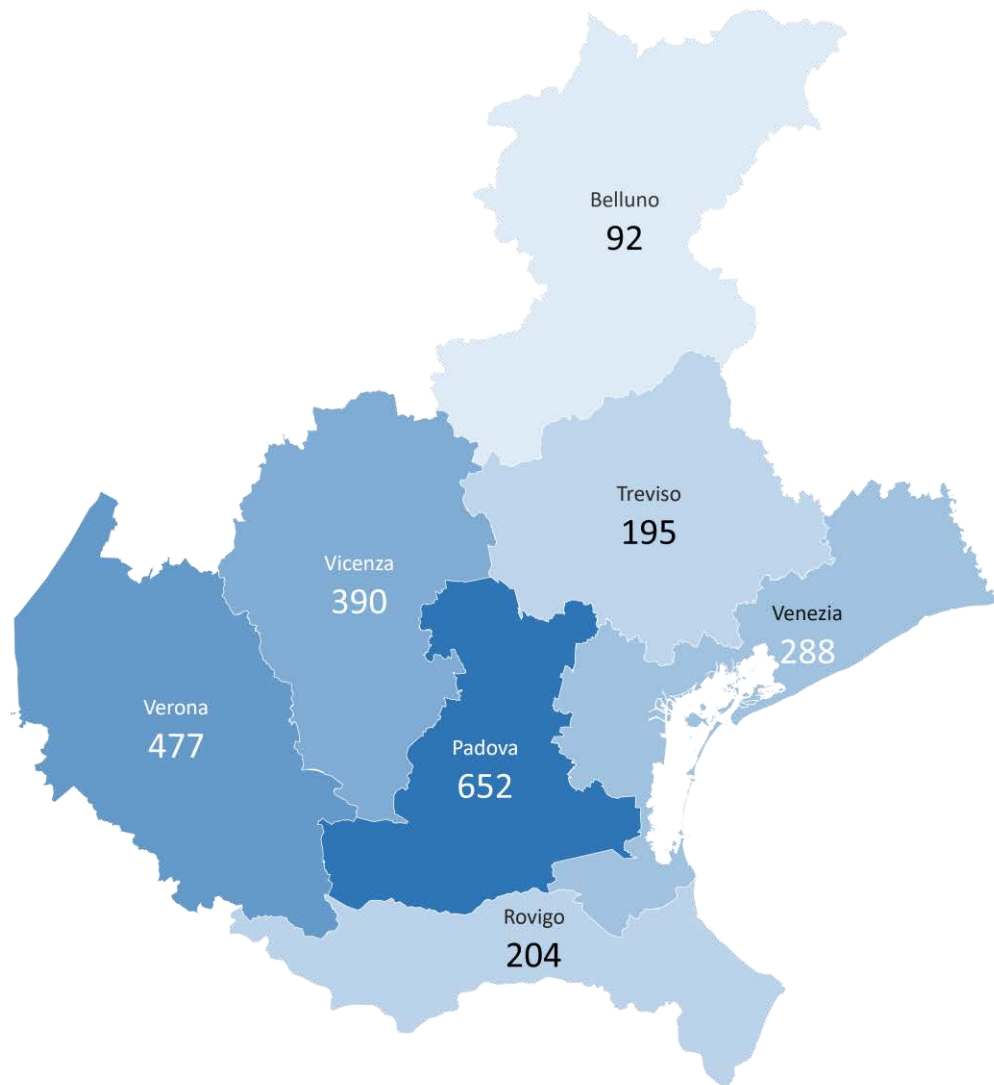 Belluno
92
Treviso
195
Vicenza
390
Venezia
288
Verona
477
Padova
652
Rovigo
204